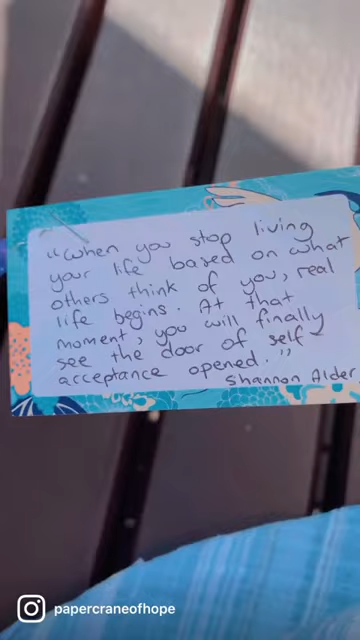 "When you stop living
your life based on what
others think of you, real
life begins. At that
moment, you will finally
see the door of self-
acceptance opened."
Shannon Alder
papercraneofhope